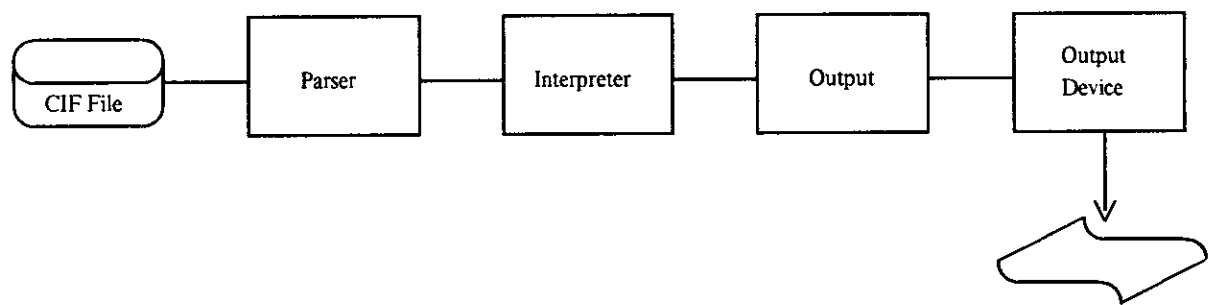 CIF File
Parser
Interpreter
Output
Output
Device